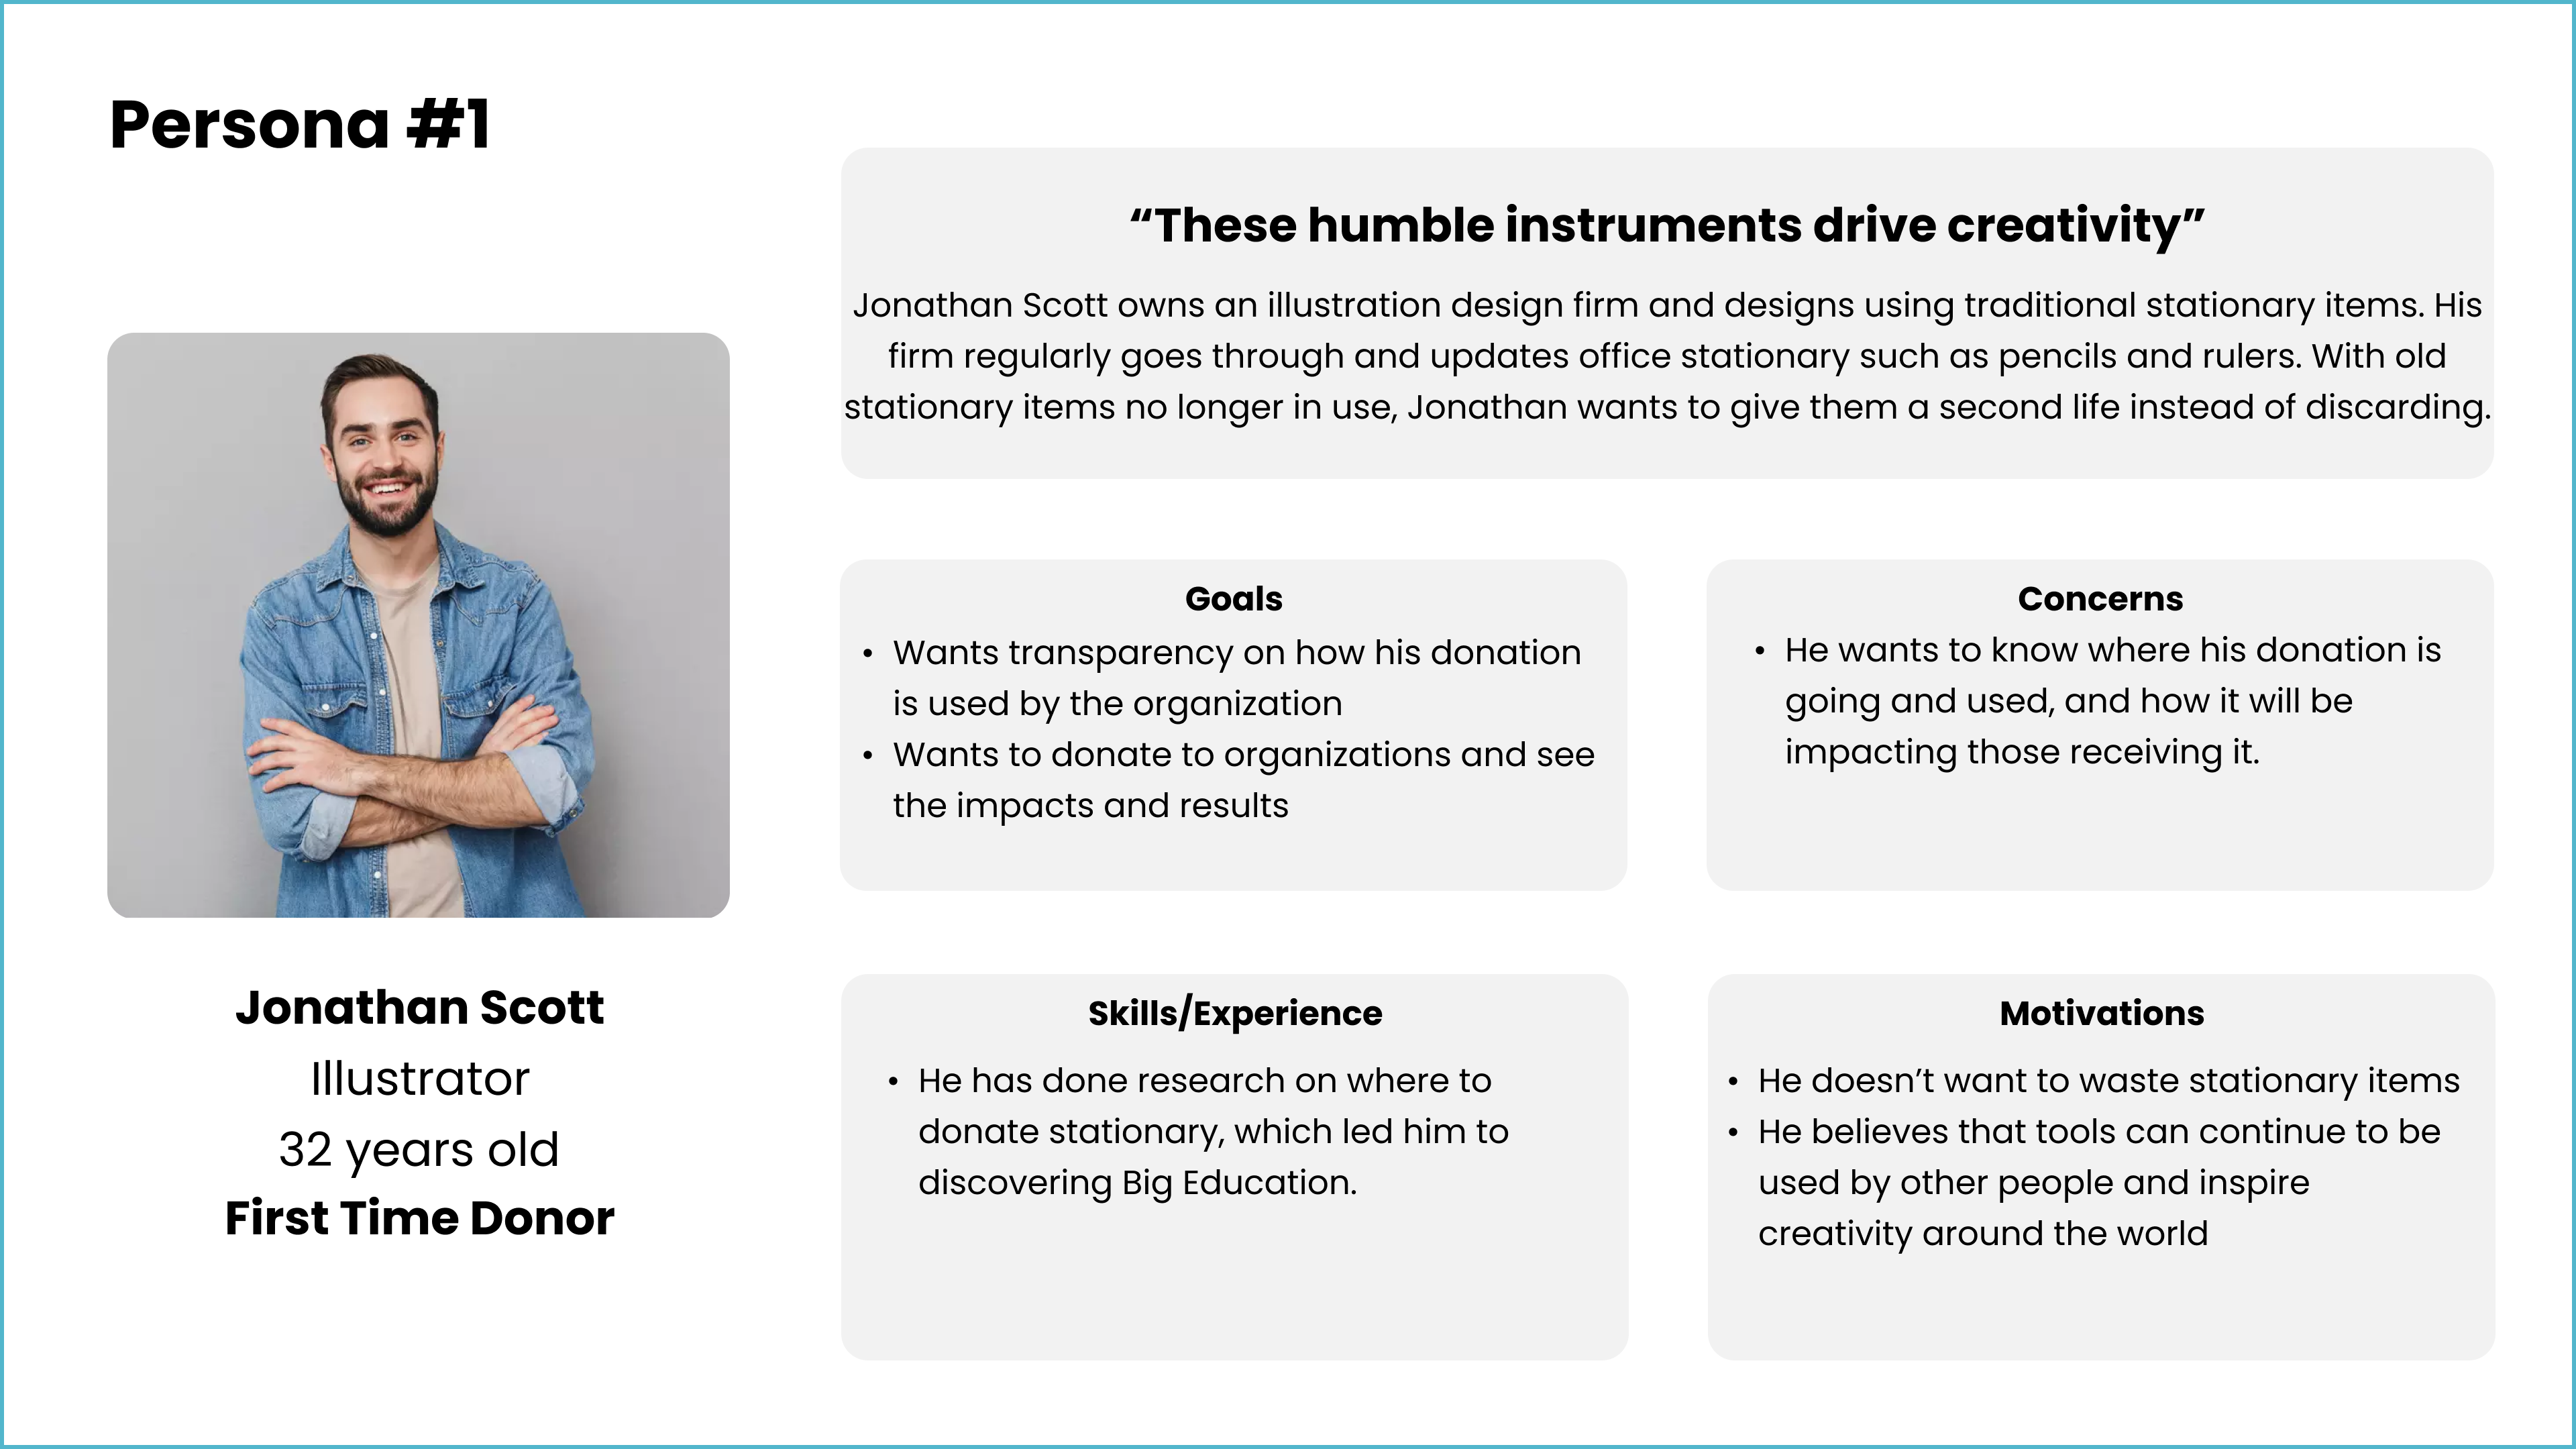 Persona #1
“These humble instruments drive creativity”
Jonathan Scott owns an illustration design firm and designs using traditional stationary items. His
firm regularly goes through and updates office stationary such as pencils and rulers. With old
stationary items no longer in use, Jonathan wants to give them a second life instead of discarding.
Jonathan Scott
Illustrator
32 years old
First Time Donor
Goals
• Wants transparency on how his donation
is used by the organization
• Wants to donate to organizations and see
the impacts and results
Concerns
• He wants to know where his donation is
going and used, and how it will be
impacting those receiving it.
Skills/Experience
• He has done research on where to
donate stationary, which led him to
discovering Big Education.
Motivations
• He doesn’t want to waste stationary items
• He believes that tools can continue to be
used by other people and inspire
creativity around the world